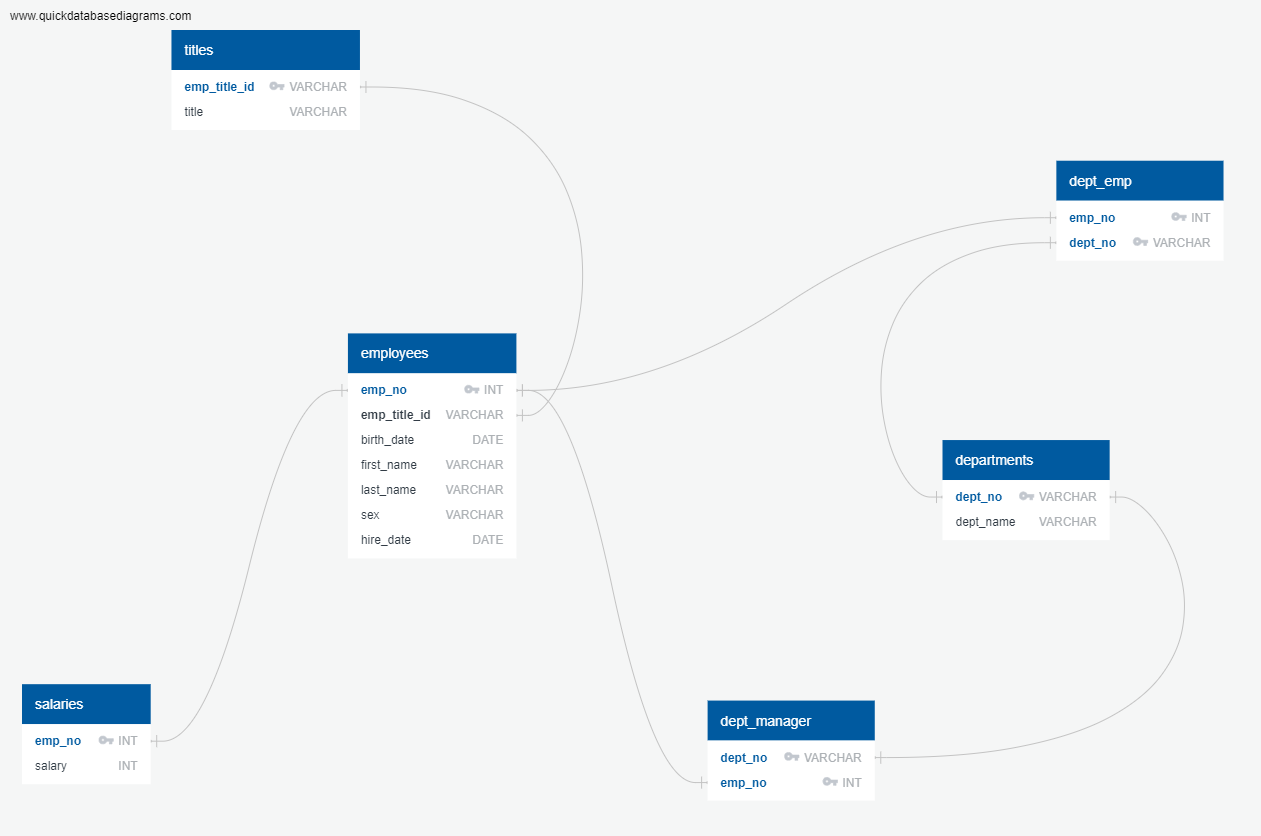 www.quickdatabasediagrams.com
titles
emp_title_id VARCHAR
title VARCHAR
dept_emp
emp_no INT
dept_no VARCHAR
employees
emp_no INT
emp_title_id VARCHAR
birth_date DATE
first_name VARCHAR
last_name VARCHAR
sex VARCHAR
hire_date DATE
departments
dept_no VARCHAR
dept_name VARCHAR
salaries
emp_no INT
salary INT
dept_manager
dept_no VARCHAR
emp_no INT